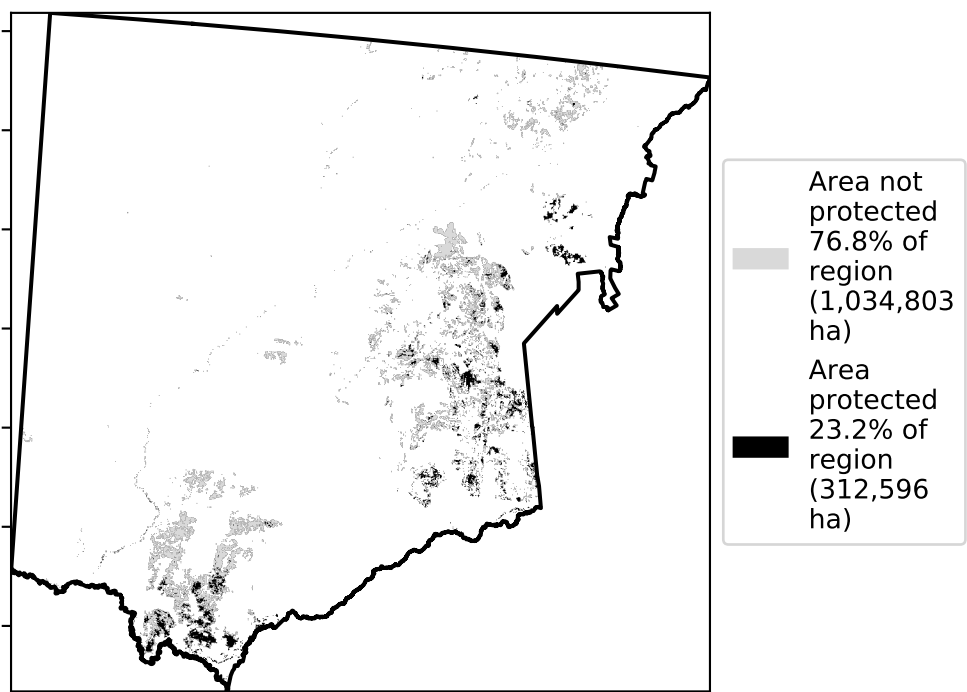 Area not
protected
76.8% of
region
(1,034,803
ha)
Area
protected
23.2% of
region
(312,596
ha)